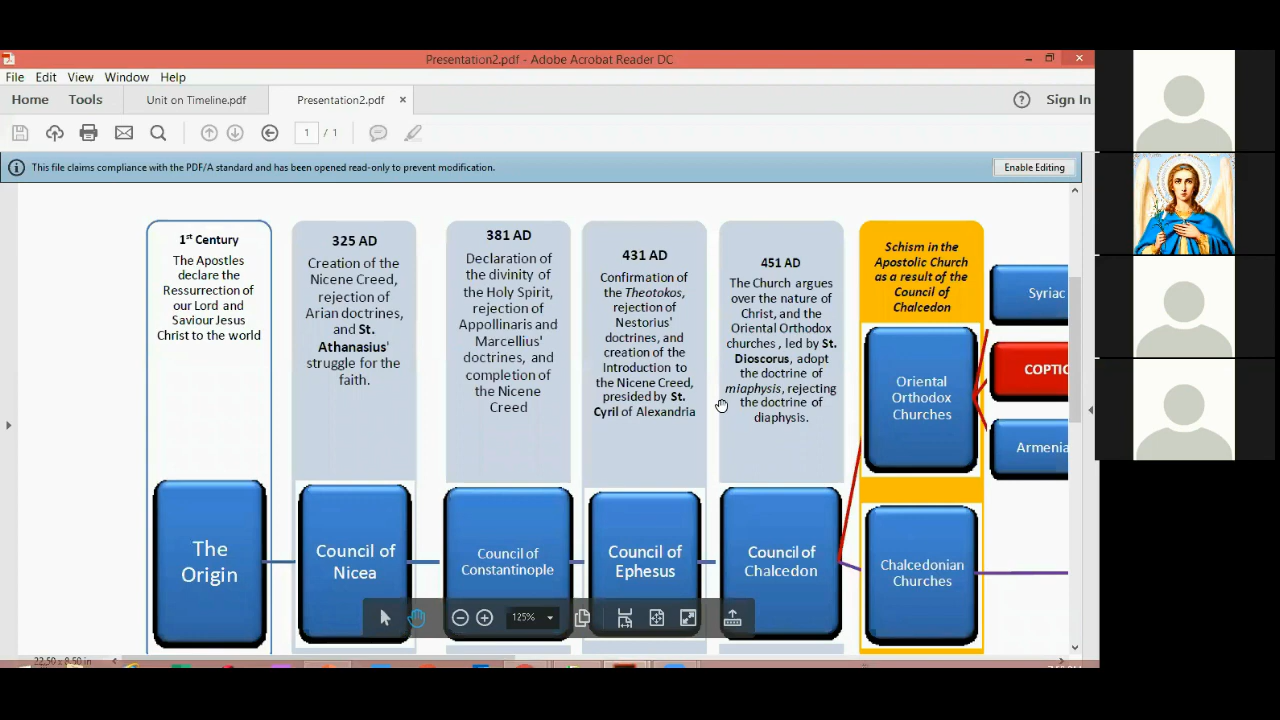 Presentation2.pdf - Adobe Acrobat Reader DC
File Edit View Window Help
Home Tools Unit on Timeline.pdf Presentation2.pdf × Sign In
1 / 1
This file claims compliance with the PDF/A standard and has been opened read-only to prevent modification. Enable Editing
1st Century
The Apostles
declare the
Ressurrection of
our Lord and
Saviour Jesus
Christ to the world
325 AD
Creation of the
Nicene Creed,
rejection of
Arian doctrines,
and St.
Athanasius'
struggle for the
faith.
381 AD
Declaration of
the divinity of
the Holy Spirit,
rejection of
Appollinaris and
Marcellius'
doctrines, and
completion of
the Nicene
Creed
431 AD
Confirmation of
the Theotokos,
rejection of
Nestorius'
doctrines, and
creation of the
Introduction to
the Nicene Creed,
presided by St.
Cyril of Alexandria
451 AD
The Church argues
over the nature of
Christ, and the
Oriental Orthodox
churches , led by St.
Dioscorus, adopt
the doctrine of
miaphysis, rejecting
the doctrine of
diaphysis.
Schism in the
Apostolic Church
as a result of the
Council of
Chalcedon
Oriental
Orthodox
Churches
Syriac
COPTIC
Armenia
The
Origin
Council of
Nicea
Council of
Constantinople
Council of
Ephesus
Council of
Chalcedon
Chalcedonian
Churches
125%
22.50 x 8.50 in